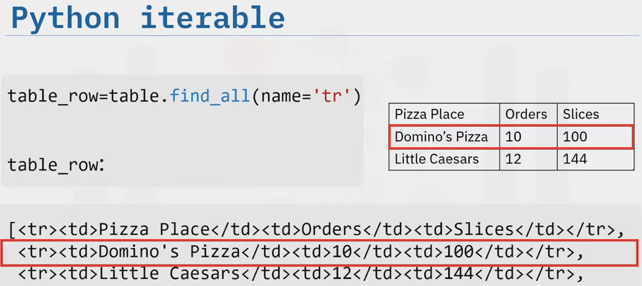 Python iterable
table_row=table.find_all(name='tr')
table_row:
Pizza Place Orders Slices
Domino's Pizza 10 100
Little Caesars 12 144
[<tr><td>Pizza Place</td><td>Orders</td><td>Slices</td></tr>,
<tr><td>Domino's Pizza</td><td>10</td><td>100</td></tr>,
<tr><td>Little Caesars</td><td>12</td><td>144</td></tr>,